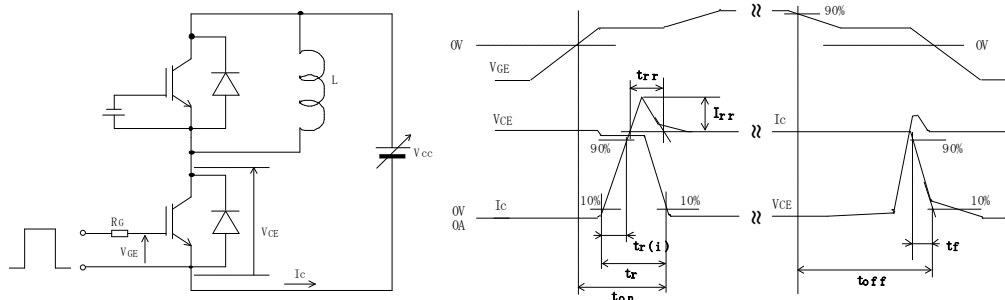 L
Vcc
RG
VGE
VCE
Ic
0V
VGE
90%
0V
trr
Irr
VCE
Ic
90%
90%
10%
10%
VCE
10%
0V
0A
Ic
tr(i)
tf
tr
toff
ton